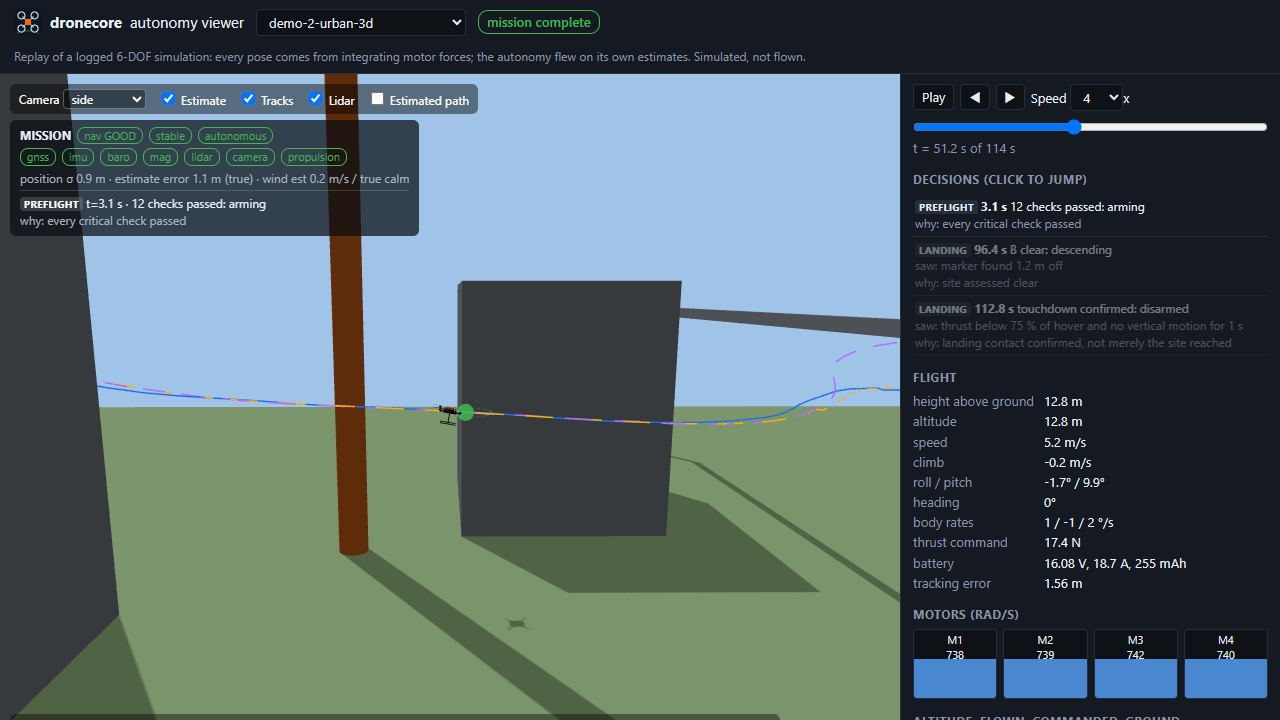 dronecore autonomy viewer demo-2-urban-3d mission complete
Replay of a logged 6-DOF simulation: every pose comes from integrating motor forces; the autonomy flew on its own estimates. Simulated, not flown.
Camera side Estimate Tracks Lidar Estimated path
MISSION nav GOOD stable autonomous
gnss imu baro mag lidar camera propulsion
position σ 0.9 m · estimate error 1.1 m (true) · wind est 0.2 m/s / true calm
PREFLIGHT t=3.1 s · 12 checks passed: arming
why: every critical check passed
Play ◀ ▶ Speed 4 x
t = 51.2 s of 114 s
DECISIONS (CLICK TO JUMP)
PREFLIGHT 3.1 s 12 checks passed: arming
why: every critical check passed
LANDING 96.4 s B clear: descending
saw: marker found 1.2 m off
why: site assessed clear
LANDING 112.8 s touchdown confirmed: disarmed
saw: thrust below 75 % of hover and no vertical motion for 1 s
why: landing contact confirmed, not merely the site reached
FLIGHT
height above ground 12.8 m
altitude 12.8 m
speed 5.2 m/s
climb -0.2 m/s
roll / pitch -1.7° / 9.9°
heading 0°
body rates 1 / -1 / 2 °/s
thrust command 17.4 N
battery 16.08 V, 18.7 A, 255 mAh
tracking error 1.56 m
MOTORS (RAD/S)
M1 M2 M3 M4
738 739 742 740
ALTITUDE, FLOWN, COMMANDED, GROUND